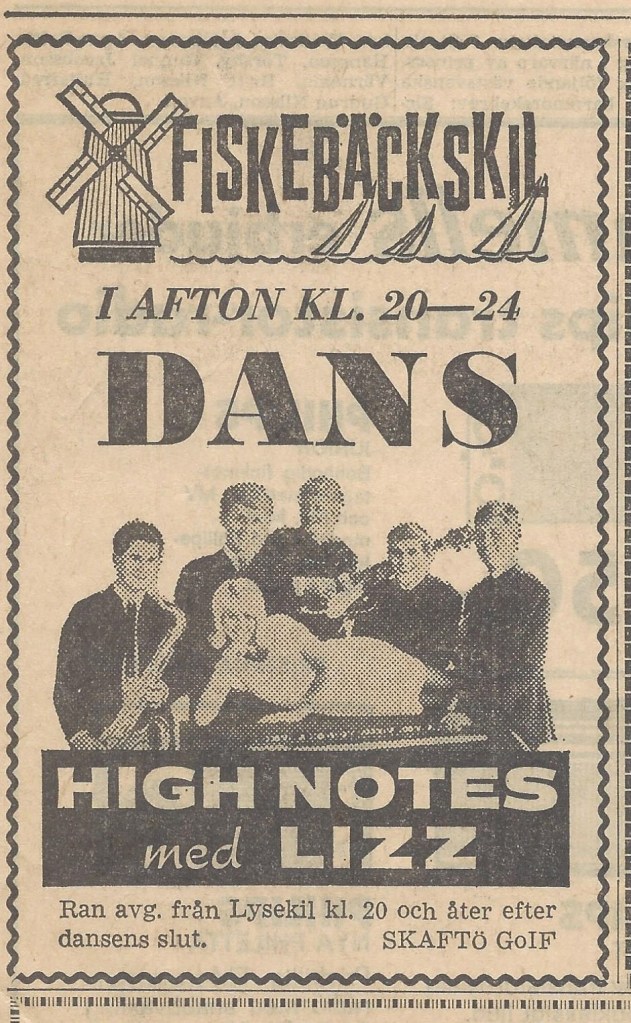 FISKEBÄCKSKIL
I AFTON KL. 20—24
DANS
HIGH NOTES
med LIZZ
Ran avg. från Lysekil kl. 20 och åter efter
dansens slut. SKAFTÖ GoIF